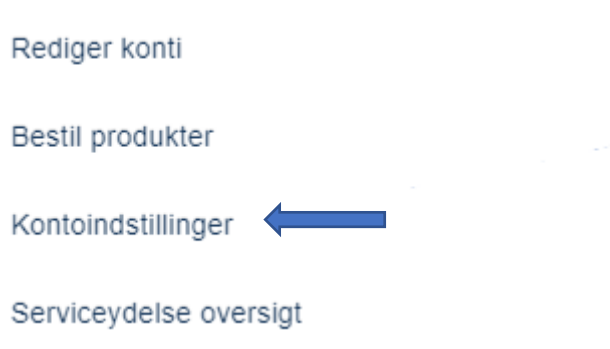 Rediger konti
Bestil produkter
Kontoindstillinger
Serviceydelse oversigt